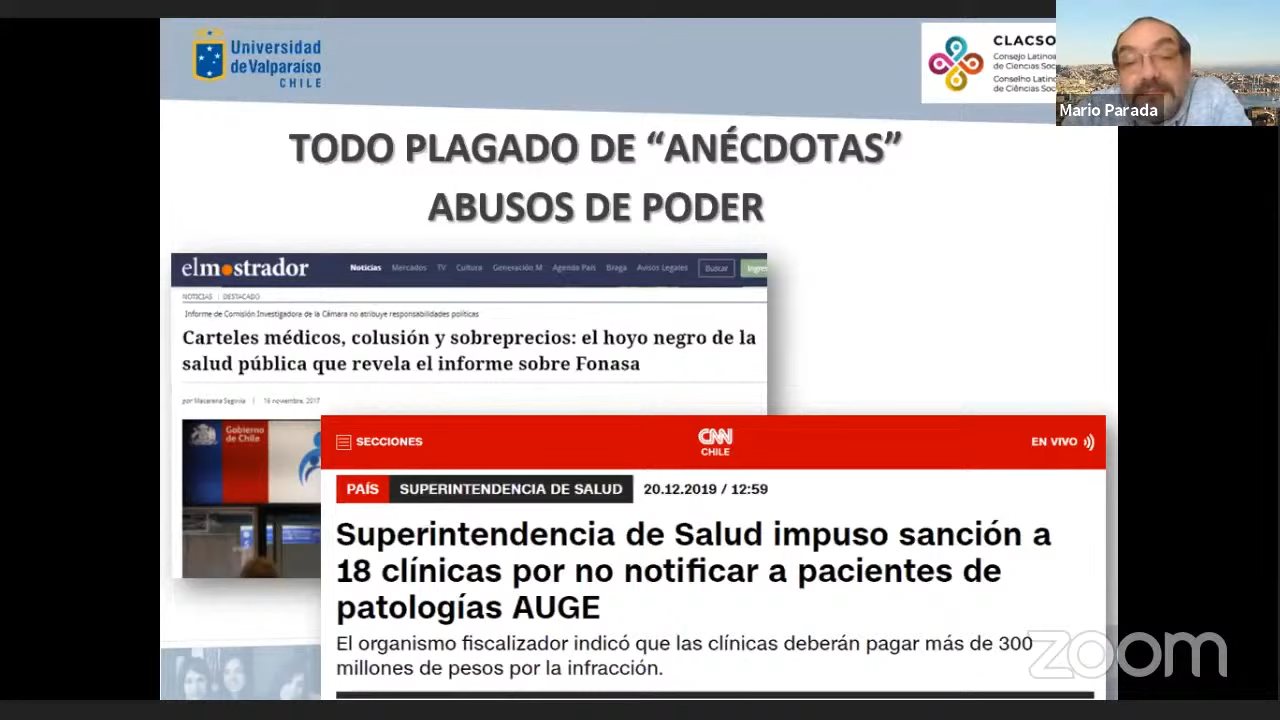 Universidad
de Valparaíso
CHILE
CLACSO
Consejo Latino
de Ciencias Soc
Conselho Latino
de Ciências Soc
Mario Parada
TODO PLAGADO DE “ANÉCDOTAS”
ABUSOS DE PODER
elmostrador
Noticias Mercados TV Cultura Generación M Agenda País Braga Avisos Legales Buscar Ingres
NOTICIAS | DESTACADO
Informe de Comisión Investigadora de la Cámara no atribuye responsabilidades políticas
Carteles médicos, colusión y sobreprecios: el hoyo negro de la
salud pública que revela el informe sobre Fonasa
por Macarena Segovia | 16 noviembre, 2017
Gobierno
de Chile
SECCIONES
CNN
CHILE
EN VIVO
PAÍS SUPERINTENDENCIA DE SALUD 20.12.2019 / 12:59
Superintendencia de Salud impuso sanción a
18 clínicas por no notificar a pacientes de
patologías AUGE
El organismo fiscalizador indicó que las clínicas deberán pagar más de 300
millones de pesos por la infracción.
zoom